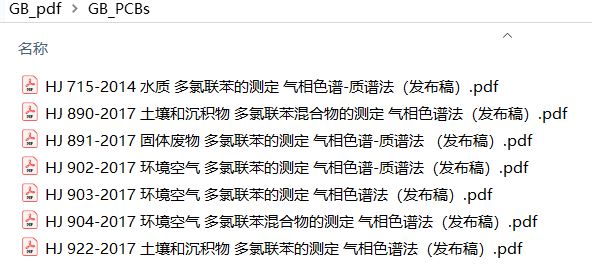 GB_pdf > GB_PCBs
名称
HJ 715-2014 水质 多氯联苯的测定 气相色谱-质谱法（发布稿）.pdf
HJ 890-2017 土壤和沉积物 多氯联苯混合物的测定 气相色谱法（发布稿）.pdf
HJ 891-2017 固体废物 多氯联苯的测定 气相色谱-质谱法 （发布稿）.pdf
HJ 902-2017 环境空气 多氯联苯的测定 气相色谱-质谱法（发布稿）.pdf
HJ 903-2017 环境空气 多氯联苯的测定 气相色谱法（发布稿）.pdf
HJ 904-2017 环境空气 多氯联苯混合物的测定 气相色谱法（发布稿）.pdf
HJ 922-2017 土壤和沉积物 多氯联苯的测定 气相色谱法（发布稿）.pdf